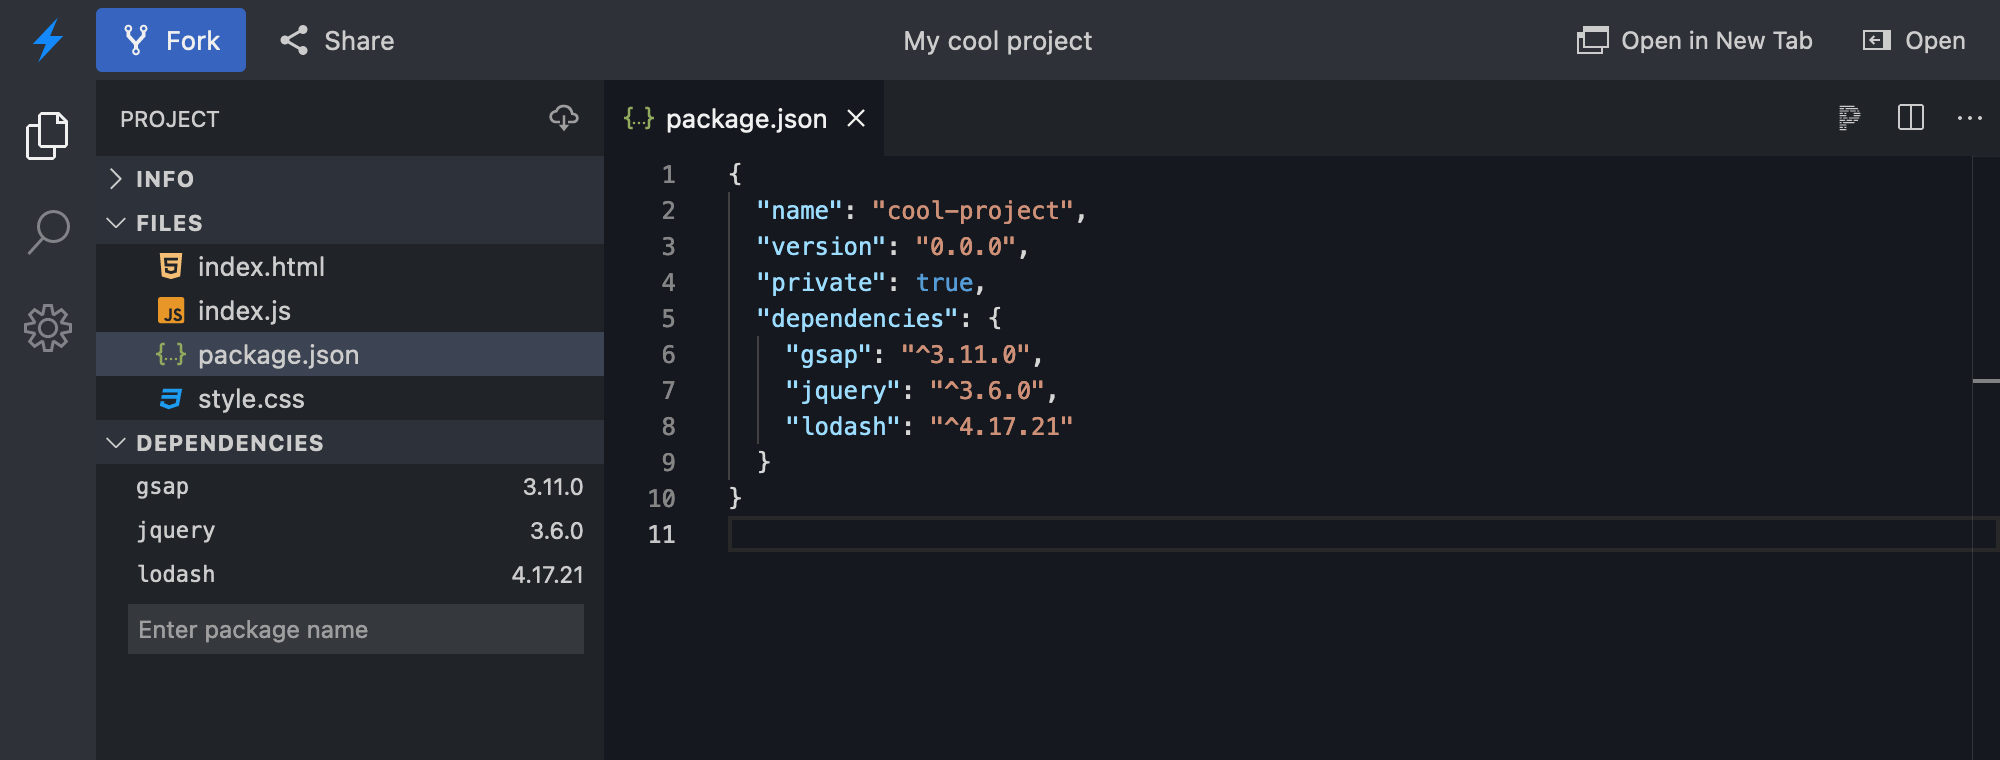 Fork
Share
My cool project
Open in New Tab
Open
PROJECT
INFO
FILES
index.html
JS index.js
{...} package.json
style.css
DEPENDENCIES
gsap 3.11.0
jquery 3.6.0
lodash 4.17.21
Enter package name
{...} package.json
1 {
2 "name": "cool-project",
3 "version": "0.0.0",
4 "private": true,
5 "dependencies": {
6 "gsap": "^3.11.0",
7 "jquery": "^3.6.0",
8 "lodash": "^4.17.21"
9 }
10 }
11